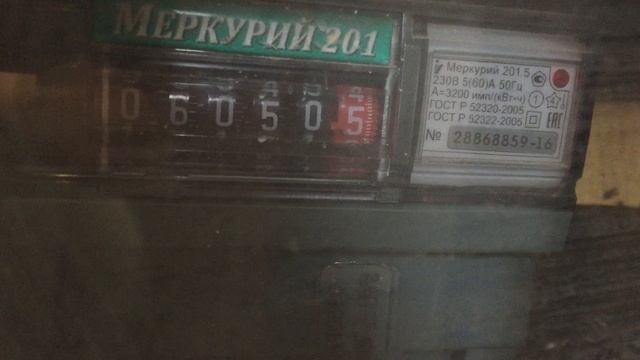 МЕРКУРИЙ 201
0 6 0 5 0 5
Меркурий 201.5
230В 5(60)А 50Гц
А=3200 имп/(кВт•ч)
ГОСТ Р 52320-2005
ГОСТ Р 52322-2005
№ 28868859-16